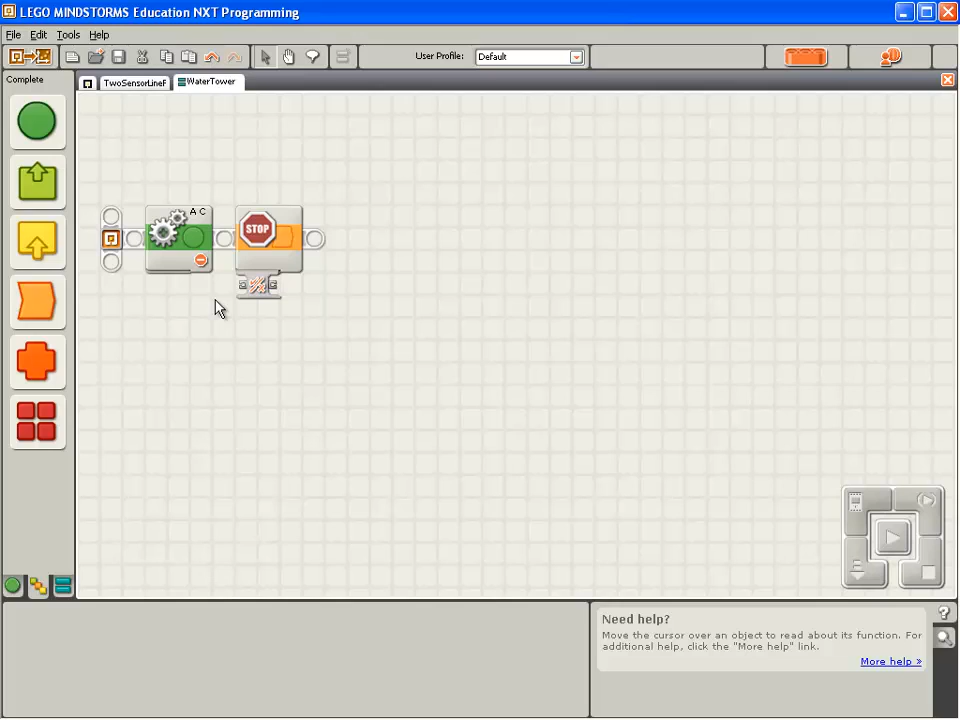 LEGO MINDSTORMS Education NXT Programming
File Edit Tools Help
User Profile: Default
Complete
TwoSensorLineF
WaterTower
A C
STOP
Need help?
Move the cursor over an object to read about its function. For
additional help, click the "More help" link.
More help »
?